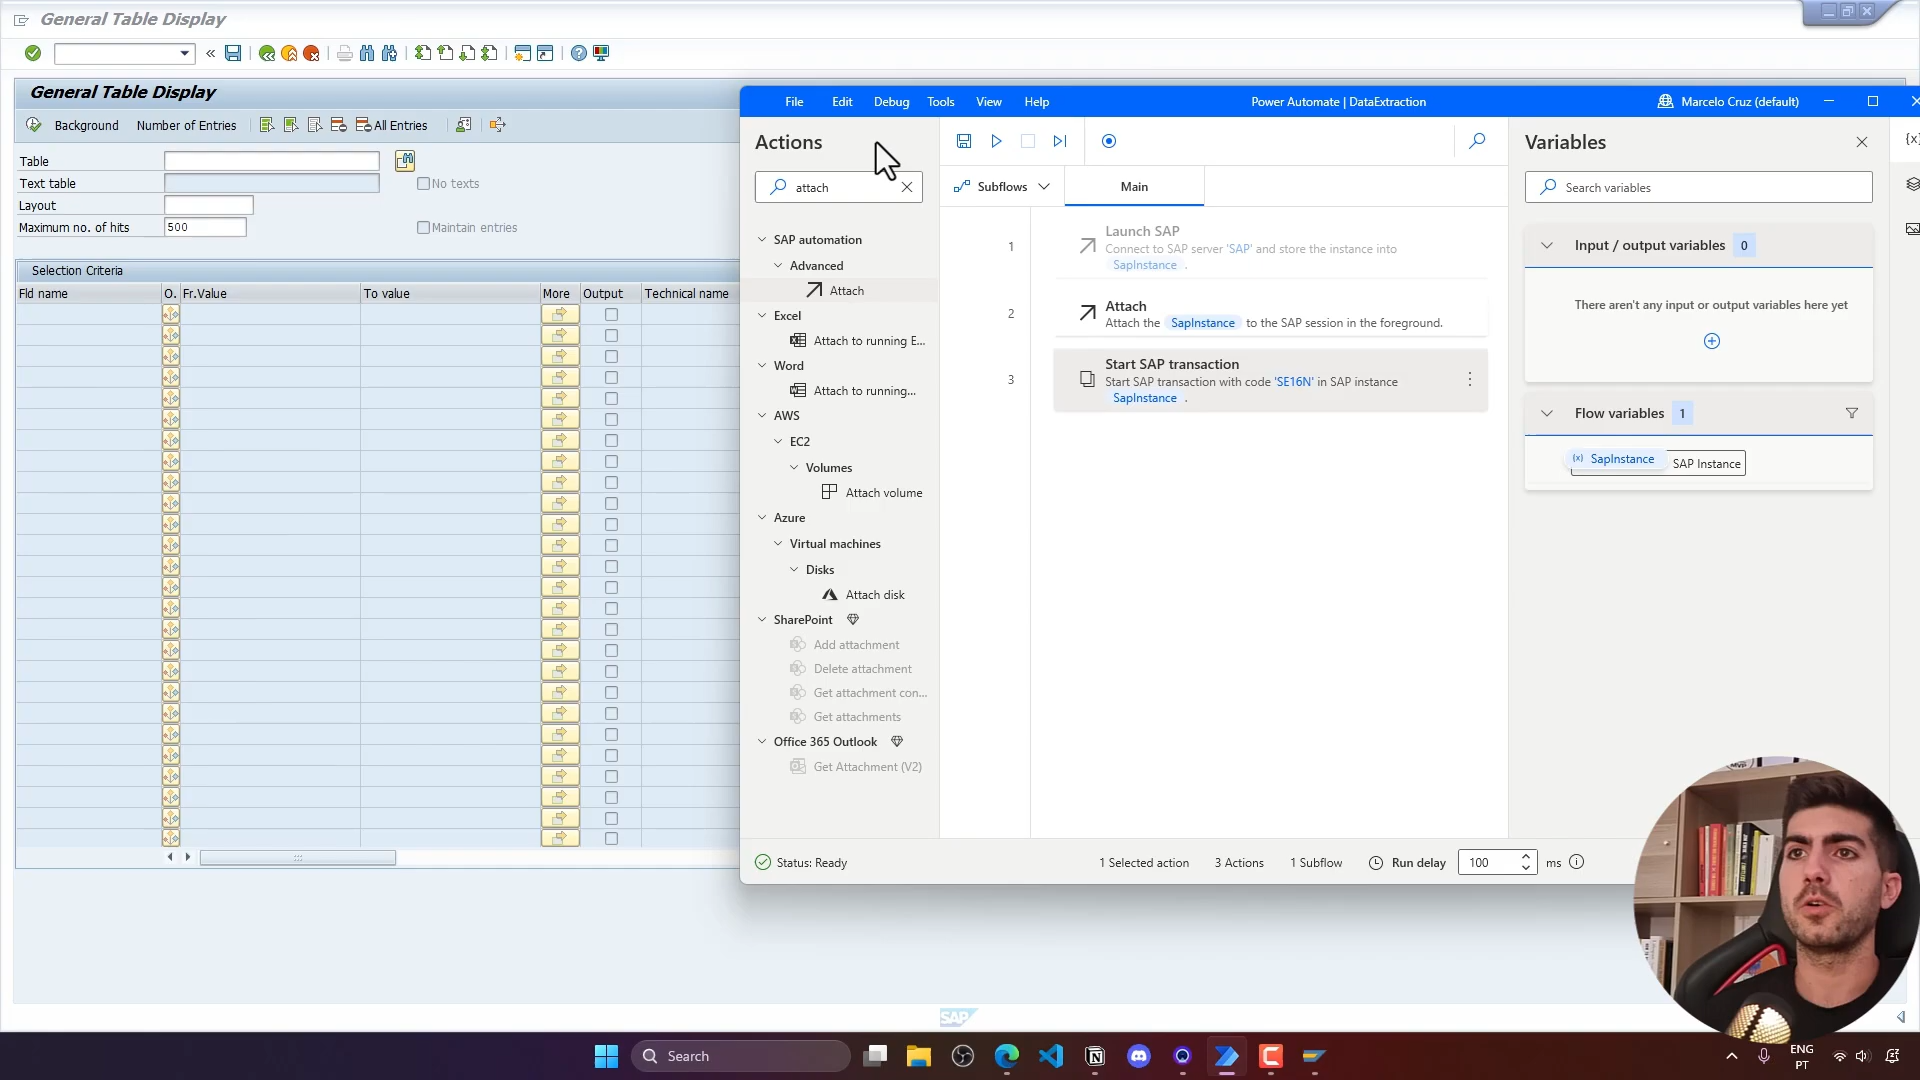 General Table Display
General Table Display
Background
Number of Entries
All Entries
Table
Text table
No texts
Layout
Maximum no. of hits
500
Maintain entries
Selection Criteria
Fld name
O.
Fr.Value
To value
More
Output
Technical name
File
Edit
Debug
Tools
View
Help
Power Automate | DataExtraction
Marcelo Cruz (default)
Actions
attach
SAP automation
Advanced
Attach
Excel
Attach to running E...
Word
Attach to running...
AWS
EC2
Volumes
Attach volume
Azure
Virtual machines
Disks
Attach disk
SharePoint
Add attachment
Delete attachment
Get attachment con...
Get attachments
Office 365 Outlook
Get Attachment (V2)
Subflows
Main
1
Launch SAP
Connect to SAP server 'SAP' and store the instance into
SapInstance .
2
Attach
Attach the SapInstance to the SAP session in the foreground.
3
Start SAP transaction
Start SAP transaction with code 'SE16N' in SAP instance
SapInstance .
Variables
{x}
Search variables
Input / output variables 0
There aren't any input or output variables here yet
Flow variables 1
(x) SapInstance
SAP Instance
Status: Ready
1 Selected action
3 Actions
1 Subflow
Run delay
100
ms
SAP
Search
ENG
PT